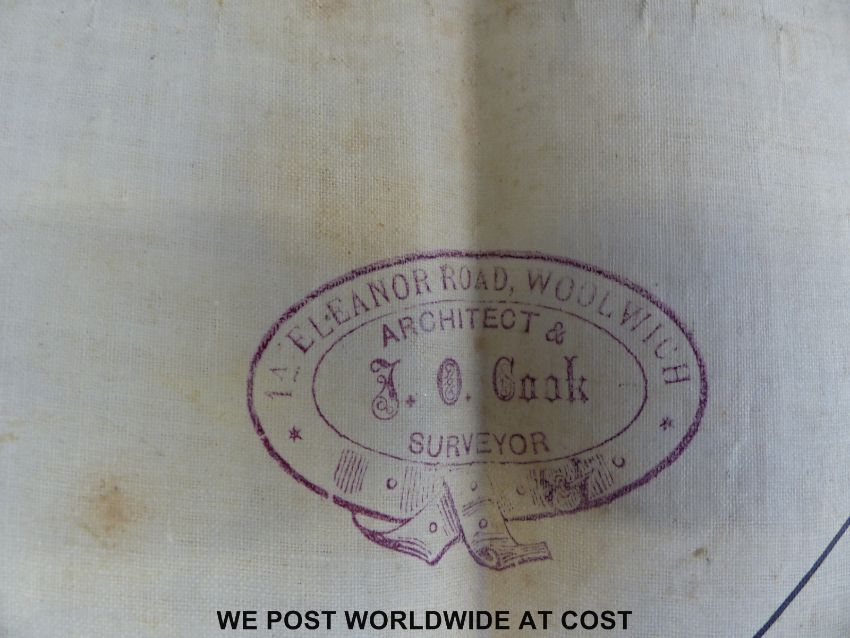 1A ELEANOR ROAD, WOOLWICH
ARCHITECT &
J. O. Cook
SURVEYOR
WE POST WORLDWIDE AT COST